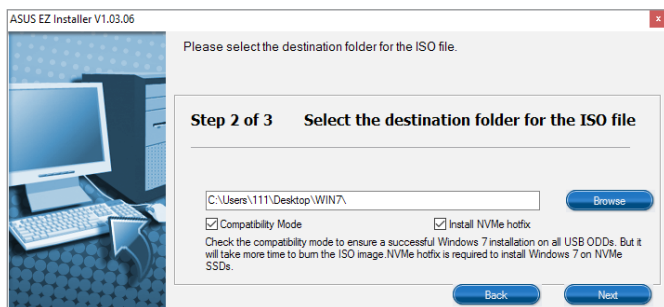 ASUS EZ Installer V1.03.06
x
Please select the destination folder for the ISO file.
Step 2 of 3 Select the destination folder for the ISO file
C:\Users\111\Desktop\WIN7\
Browse
Compatibility Mode
Install NVMe hotfix
Check the compatibility mode to ensure a successful Windows 7 installation on all USB ODDs. But it
will take more time to burn the ISO image.NVMe hotfix is required to install Windows 7 on NVMe
SSDs.
Back
Next